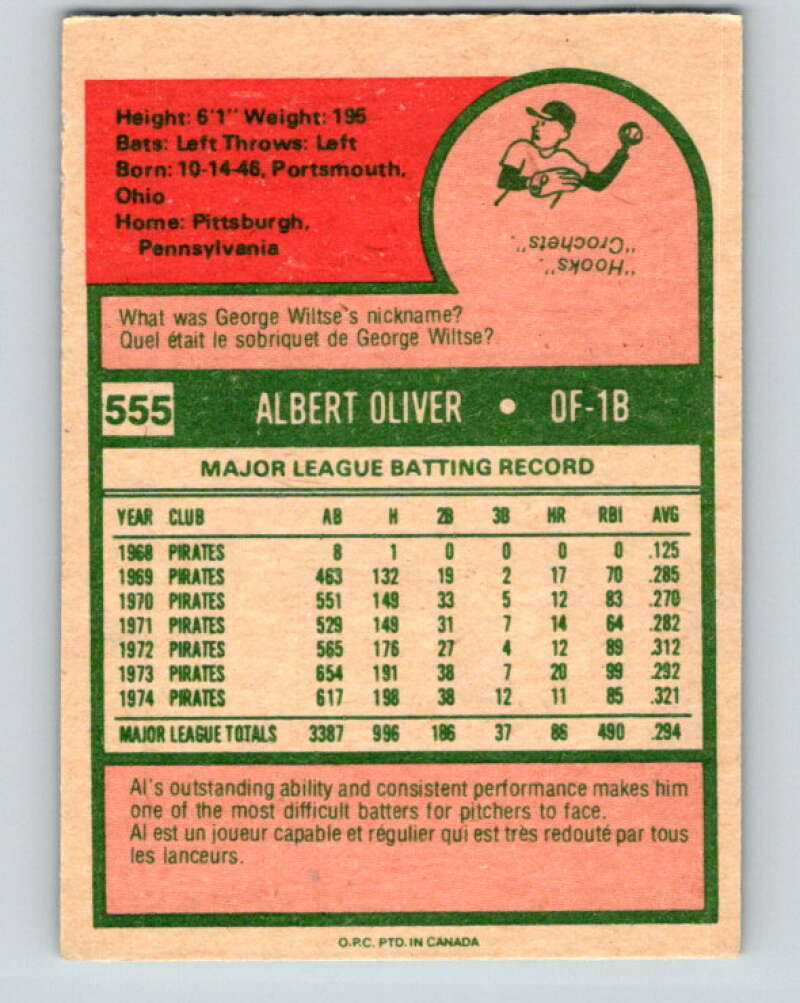 Height: 6'1" Weight: 195
Bats: Left Throws: Left
Born: 10-14-46, Portsmouth,
Ohio
Home: Pittsburgh,
Pennsylvania
"Hooks".
"Crochets".
What was George Wiltse's nickname?
Quel était le sobriquet de George Wiltse?
555 ALBERT OLIVER • OF-1B
MAJOR LEAGUE BATTING RECORD
YEAR CLUB AB H 2B 3B HR RBI AVG
1968 PIRATES 8 1 0 0 0 0 .125
1969 PIRATES 463 132 19 2 17 70 .285
1970 PIRATES 551 149 33 5 12 83 .270
1971 PIRATES 529 149 31 7 14 64 .282
1972 PIRATES 565 176 27 4 12 89 .312
1973 PIRATES 654 191 38 7 20 99 .292
1974 PIRATES 617 198 38 12 11 85 .321
MAJOR LEAGUE TOTALS 3387 996 186 37 86 490 .294
Al's outstanding ability and consistent performance makes him
one of the most difficult batters for pitchers to face.
Al est un joueur capable et régulier qui est très redouté par tous
les lanceurs.
O.P.C. PTD. IN CANADA